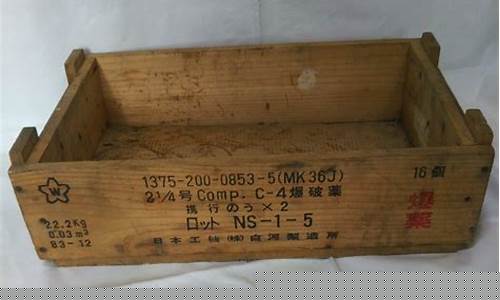 W
1375-200-0853-5(MK36J)
16個
2 1/4号 Comp. C-4爆破薬
爆薬
携行のう×2
22.2Kg
0.03m³
83-12
ロット NS-1-5
日本工機(株)白河製造所